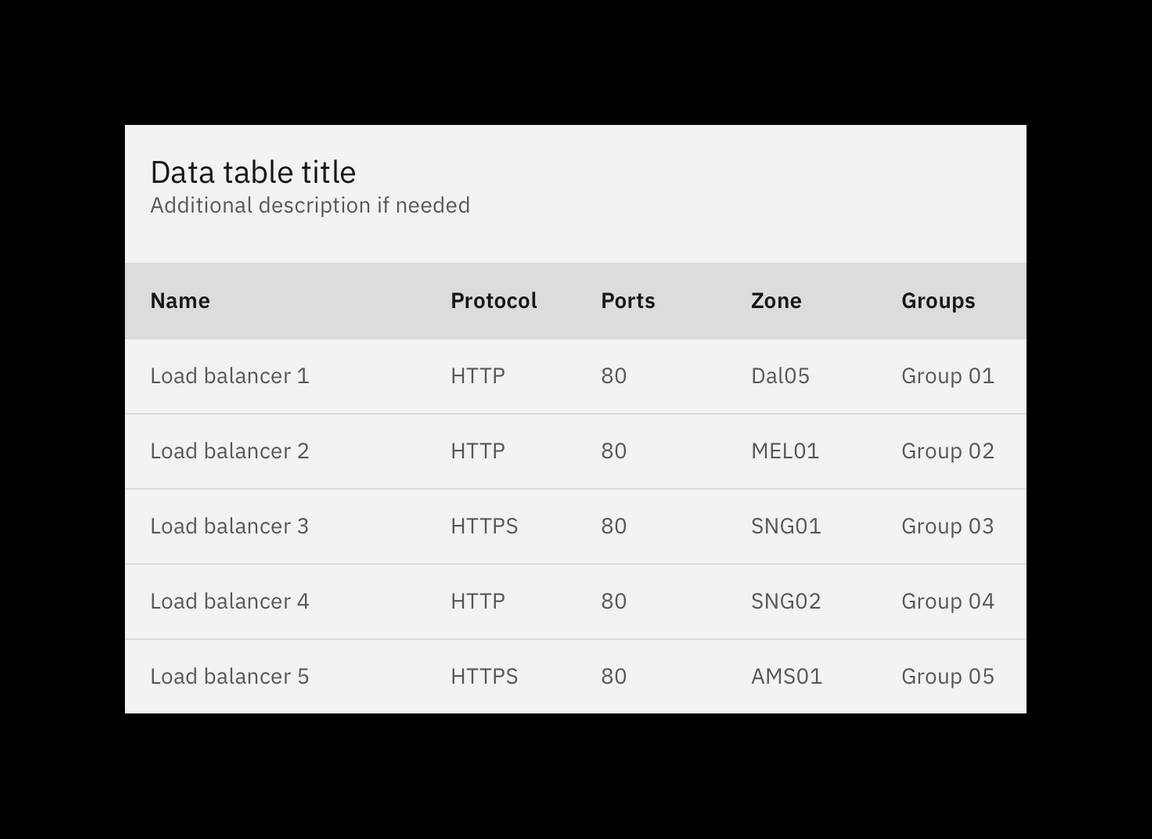 Data table title
Additional description if needed
Name Protocol Ports Zone Groups
Load balancer 1 HTTP 80 Dal05 Group 01
Load balancer 2 HTTP 80 MEL01 Group 02
Load balancer 3 HTTPS 80 SNG01 Group 03
Load balancer 4 HTTP 80 SNG02 Group 04
Load balancer 5 HTTPS 80 AMS01 Group 05